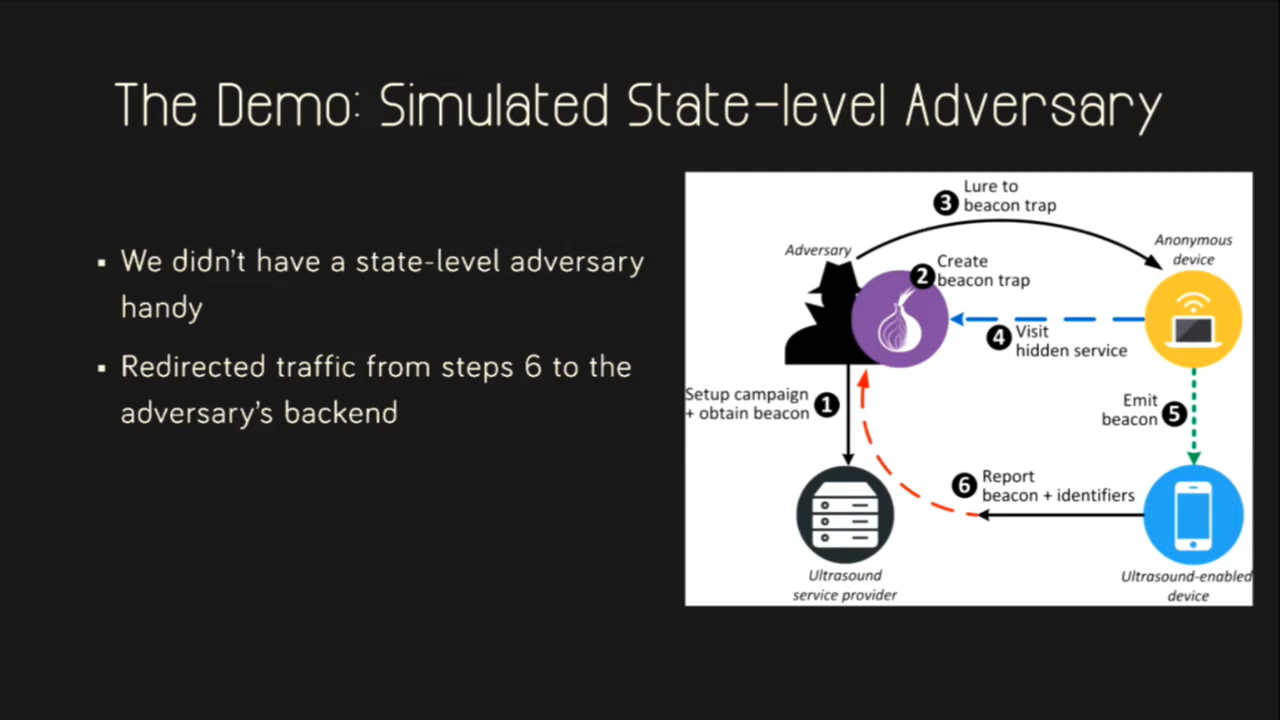 The Demo: Simulated State-level Adversary
▪ We didn't have a state-level adversary
handy
▪ Redirected traffic from steps 6 to the
adversary's backend
3 Lure to
beacon trap
Adversary
Anonymous
device
2 Create
beacon trap
4 Visit
hidden service
Setup campaign
+ obtain beacon 1
Emit
beacon 5
6 Report
beacon + identifiers
Ultrasound
service provider
Ultrasound-enabled
device